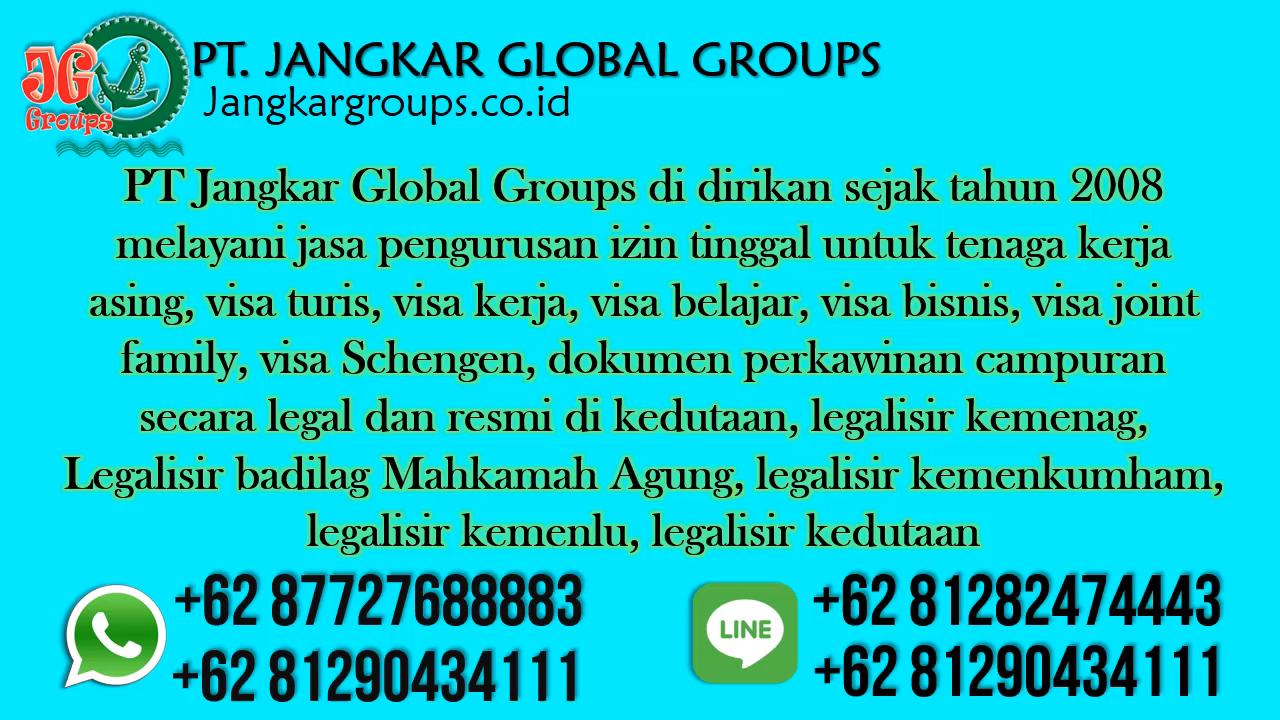 JG
Groups
PT. JANGKAR GLOBAL GROUPS
Jangkargroups.co.id
PT Jangkar Global Groups di dirikan sejak tahun 2008
melayani jasa pengurusan izin tinggal untuk tenaga kerja
asing, visa turis, visa kerja, visa belajar, visa bisnis, visa joint
family, visa Schengen, dokumen perkawinan campuran
secara legal dan resmi di kedutaan, legalisir kemenag,
Legalisir badilag Mahkamah Agung, legalisir kemenkumham,
legalisir kemenlu, legalisir kedutaan
+62 87727688883
+62 81290434111
LINE
+62 81282474443
+62 81290434111